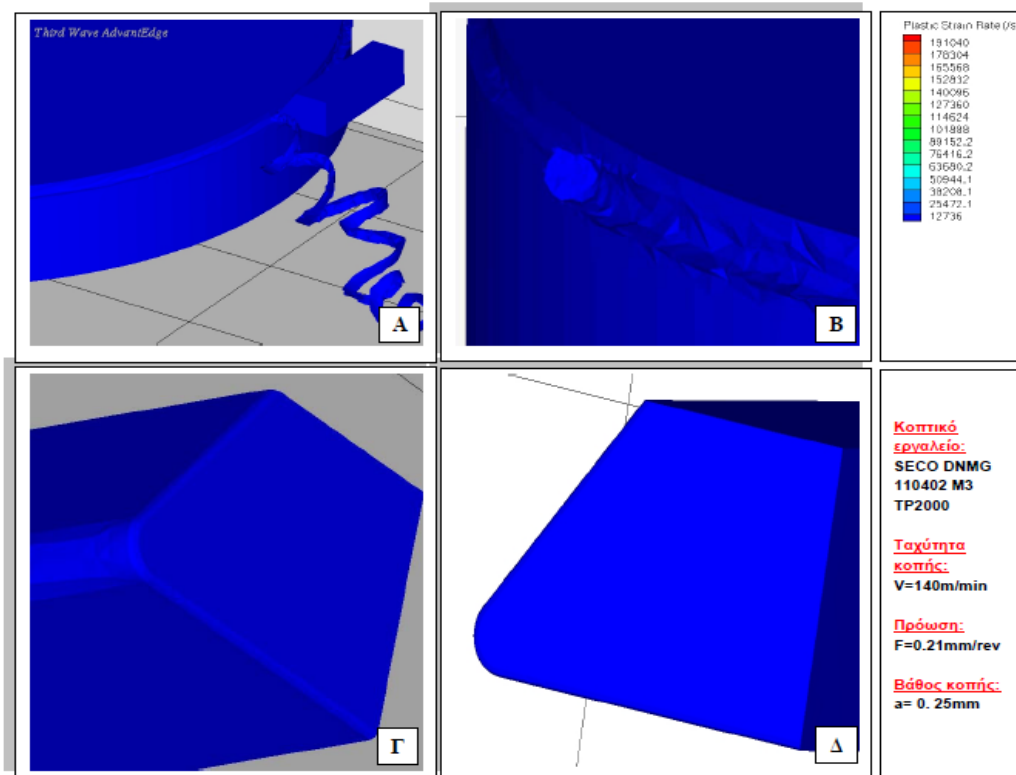 Third Wave AdvantEdge
A
B
Plastic Strain Rate (/s
191040
178304
165568
152832
140096
127360
114624
101888
89152.2
76416.2
63680.2
50944.1
38208.1
25472.1
12736
Γ
Δ
Κοπτικό
εργαλείο:
SECO DNMG
110402 M3
TP2000
Ταχύτητα
κοπής:
V=140m/min
Πρόωση:
F=0.21mm/rev
Βάθος κοπής:
a= 0. 25mm